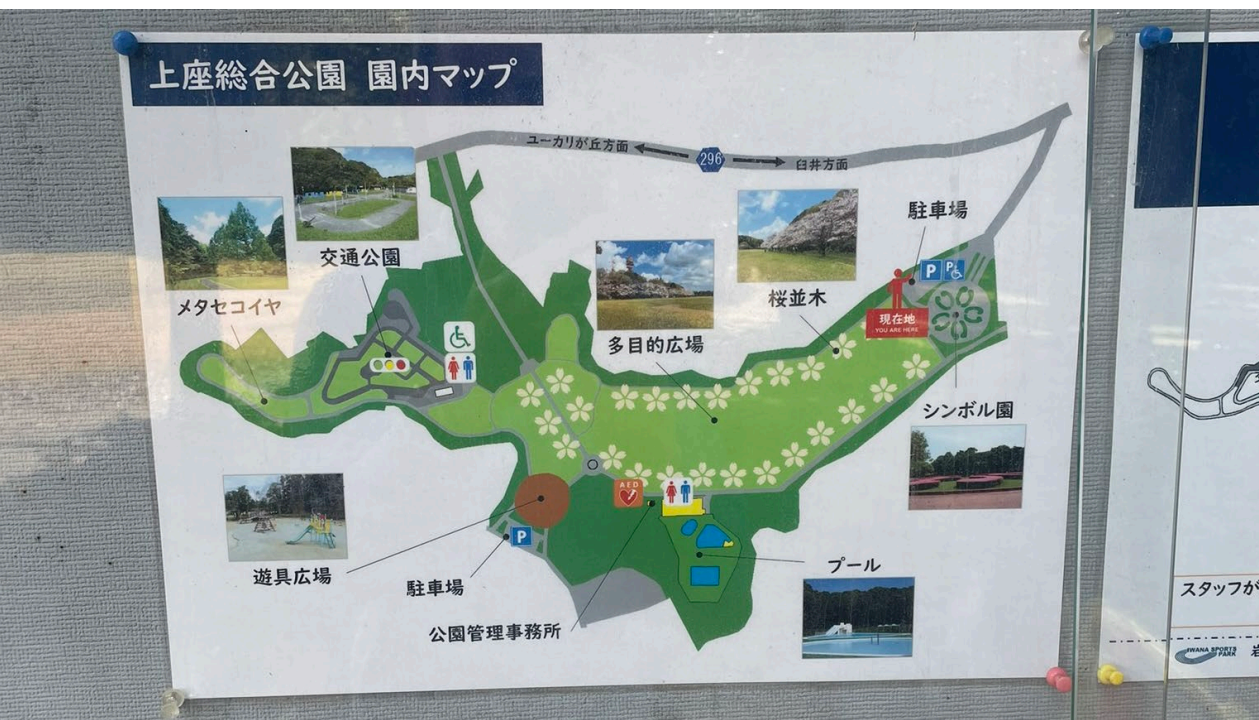 上座総合公園 園内マップ
ユーカリが丘方面
296
臼井方面
駐車場
交通公園
メタセコイヤ
桜並木
P
P
現在地
YOU ARE HERE
多目的広場
シンボル園
AED
P
遊具広場
駐車場
プール
公園管理事務所
スタッフが
IWANA SPORTS
PARK
岩